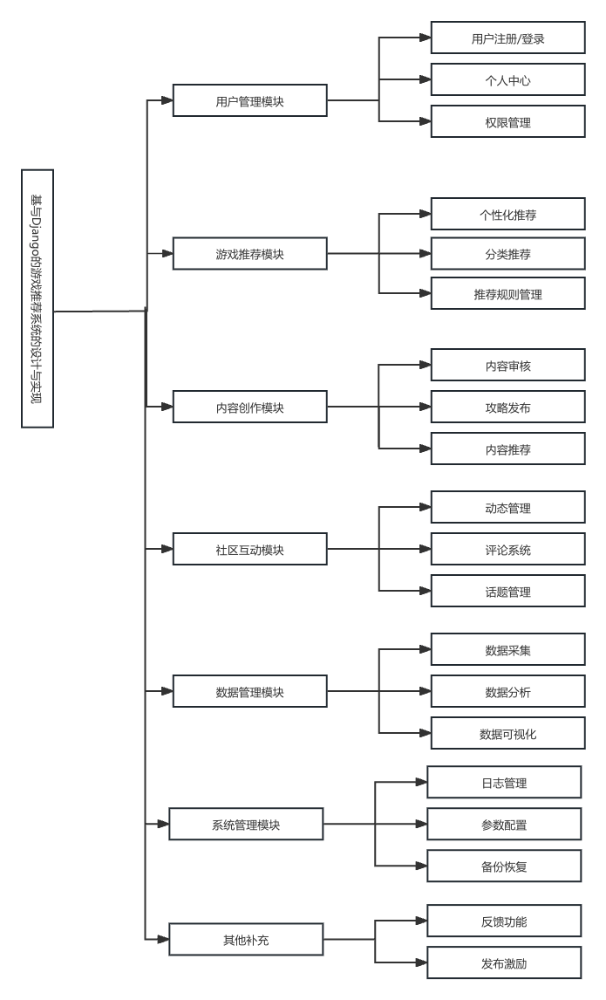 基与Django的游戏推荐系统的设计与实现
用户管理模块
用户注册/登录
个人中心
权限管理
游戏推荐模块
个性化推荐
分类推荐
推荐规则管理
内容创作模块
内容审核
攻略发布
内容推荐
社区互动模块
动态管理
评论系统
话题管理
数据管理模块
数据采集
数据分析
数据可视化
系统管理模块
日志管理
参数配置
备份恢复
其他补充
反馈功能
发布激励